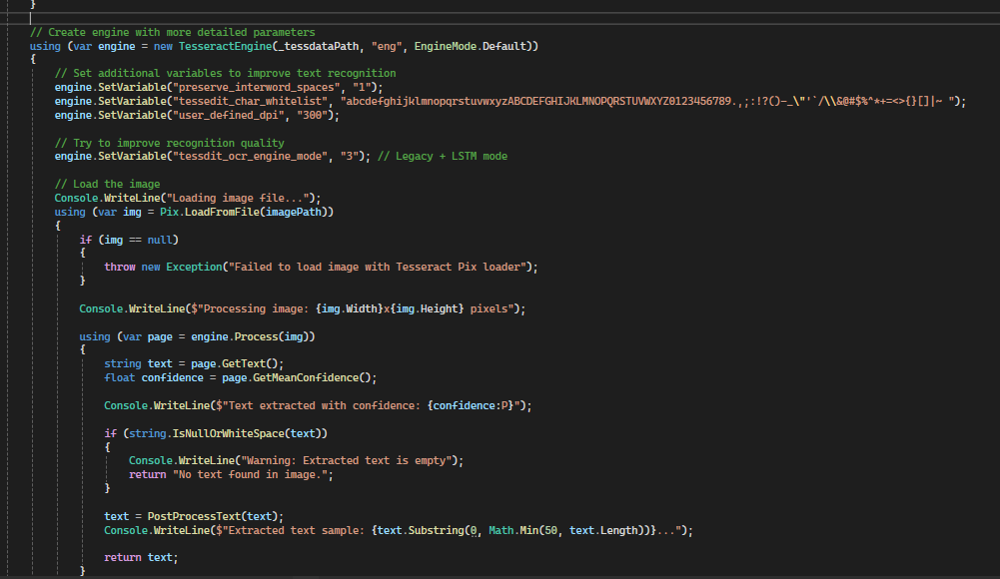 }
// Create engine with more detailed parameters
using (var engine = new TesseractEngine(_tessdataPath, "eng", EngineMode.Default))
{
// Set additional variables to improve text recognition
engine.SetVariable("preserve_interword_spaces", "1");
engine.SetVariable("tessedit_char_whitelist", "abcdefghijklmnopqrstuvwxyzABCDEFGHIJKLMNOPQRSTUVWXYZ0123456789.,;:!?()-_\"'`/\\&@#$%^*+=<>{}[]|~ ");
engine.SetVariable("user_defined_dpi", "300");
// Try to improve recognition quality
engine.SetVariable("tessdit_ocr_engine_mode", "3"); // Legacy + LSTM mode
// Load the image
Console.WriteLine("Loading image file...");
using (var img = Pix.LoadFromFile(imagePath))
{
if (img == null)
{
throw new Exception("Failed to load image with Tesseract Pix loader");
}
Console.WriteLine($"Processing image: {img.Width}x{img.Height} pixels");
using (var page = engine.Process(img))
{
string text = page.GetText();
float confidence = page.GetMeanConfidence();
Console.WriteLine($"Text extracted with confidence: {confidence:P}");
if (string.IsNullOrWhiteSpace(text))
{
Console.WriteLine("Warning: Extracted text is empty");
return "No text found in image.";
}
text = PostProcessText(text);
Console.WriteLine($"Extracted text sample: {text.Substring(0, Math.Min(50, text.Length))}...");
return text;
}